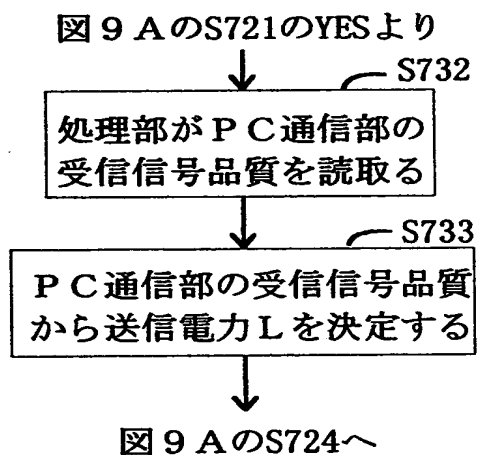 図９ＡのS721のYESより
S732
処理部がＰＣ通信部の
受信信号品質を読取る
S733
ＰＣ通信部の受信信号品質
から送信電力Ｌを決定する
図９ＡのS724へ